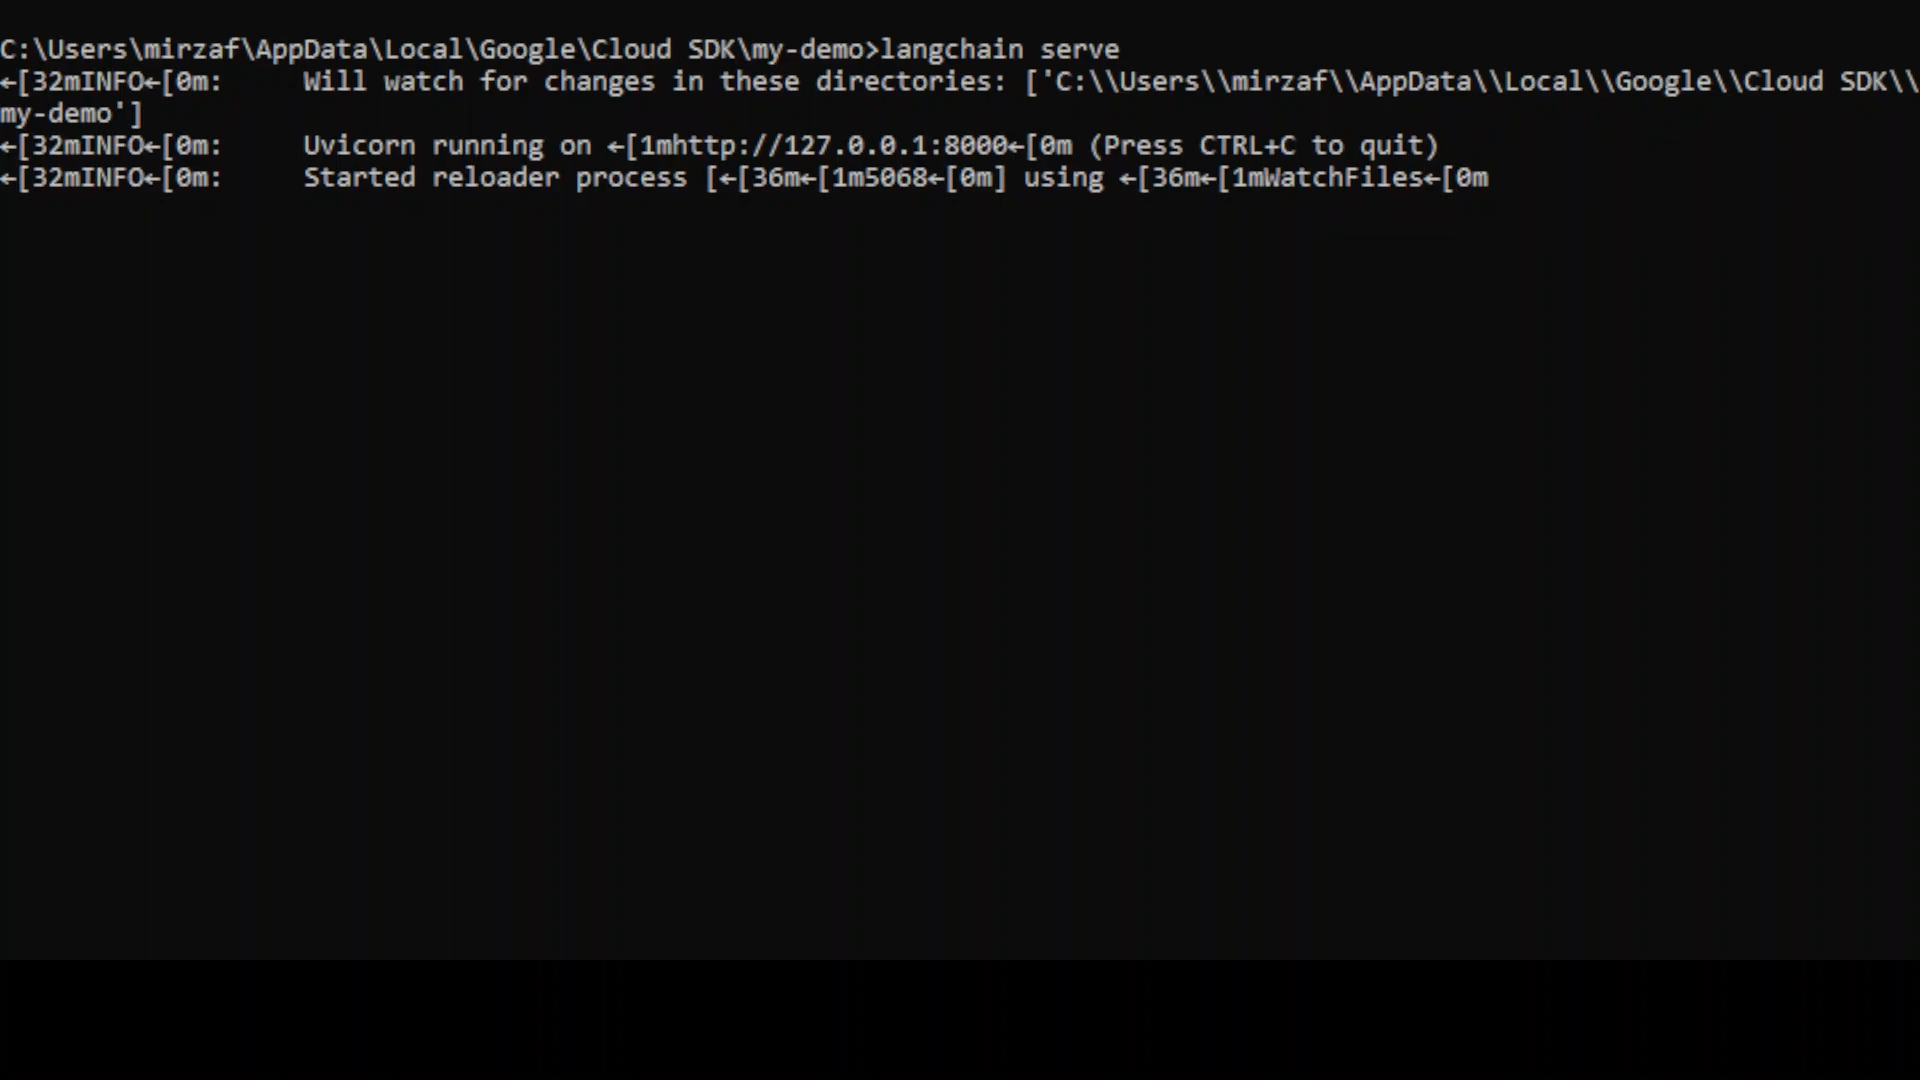 C:\Users\mirzaf\AppData\Local\Google\Cloud SDK\my-demo>langchain serve
←[32mINFO←[0m:     Will watch for changes in these directories: ['C:\\Users\\mirzaf\\AppData\\Local\\Google\\Cloud SDK\\
my-demo']
←[32mINFO←[0m:     Uvicorn running on ←[1mhttp://127.0.0.1:8000←[0m (Press CTRL+C to quit)
←[32mINFO←[0m:     Started reloader process [←[36m←[1m5068←[0m] using ←[36m←[1mWatchFiles←[0m